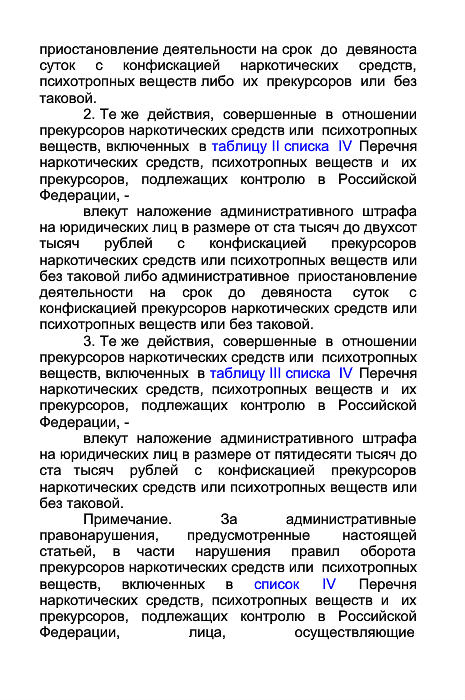 приостановление деятельности на срок до девяноста
суток с конфискацией наркотических средств,
психотропных веществ либо их прекурсоров или без
таковой.
2. Те же действия, совершенные в отношении
прекурсоров наркотических средств или психотропных
веществ, включенных в таблицу II списка IV Перечня
наркотических средств, психотропных веществ и их
прекурсоров, подлежащих контролю в Российской
Федерации, -
влекут наложение административного штрафа
на юридических лиц в размере от ста тысяч до двухсот
тысяч рублей с конфискацией прекурсоров
наркотических средств или психотропных веществ или
без таковой либо административное приостановление
деятельности на срок до девяноста суток с
конфискацией прекурсоров наркотических средств или
психотропных веществ или без таковой.
3. Те же действия, совершенные в отношении
прекурсоров наркотических средств или психотропных
веществ, включенных в таблицу III списка IV Перечня
наркотических средств, психотропных веществ и их
прекурсоров, подлежащих контролю в Российской
Федерации, -
влекут наложение административного штрафа
на юридических лиц в размере от пятидесяти тысяч до
ста тысяч рублей с конфискацией прекурсоров
наркотических средств или психотропных веществ или
без таковой.
Примечание. За административные
правонарушения, предусмотренные настоящей
статьей, в части нарушения правил оборота
прекурсоров наркотических средств или психотропных
веществ, включенных в список IV Перечня
наркотических средств, психотропных веществ и их
прекурсоров, подлежащих контролю в Российской
Федерации, лица, осуществляющие